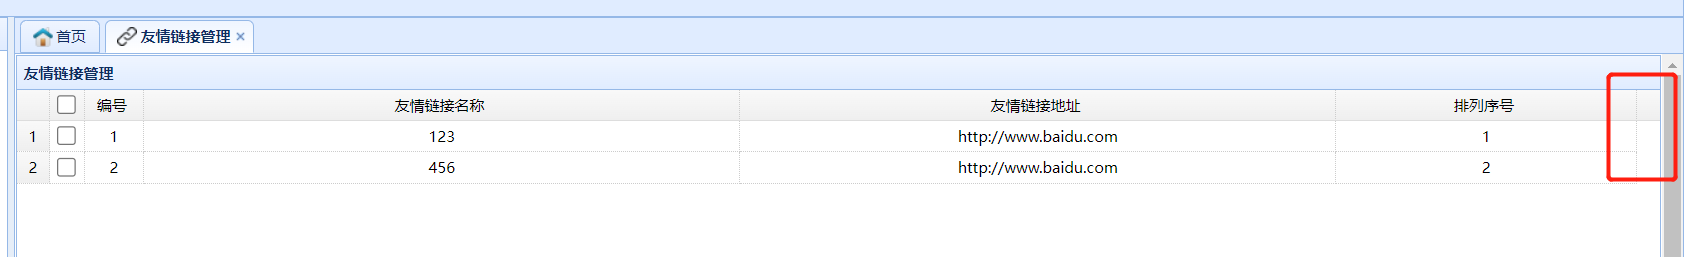 首页 友情链接管理 ×
友情链接管理
编号 友情链接名称 友情链接地址 排列序号
1 1 123 http://www.baidu.com 1
2 2 456 http://www.baidu.com 2